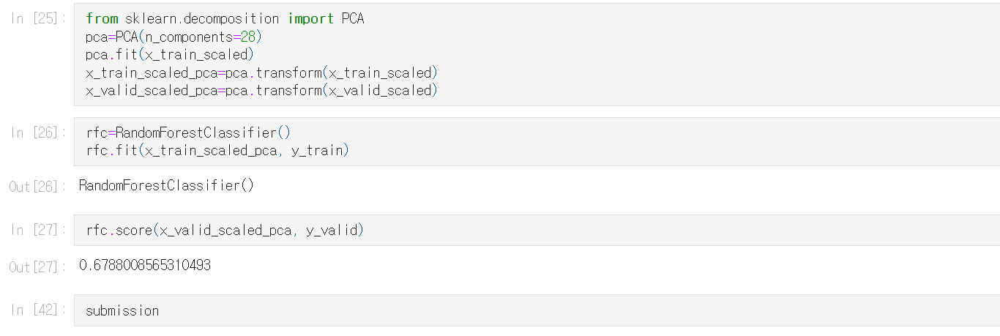 In [25]:
from sklearn.decomposition import PCA
pca=PCA(n_components=28)
pca.fit(x_train_scaled)
x_train_scaled_pca=pca.transform(x_train_scaled)
x_valid_scaled_pca=pca.transform(x_valid_scaled)
In [26]:
rfc=RandomForestClassifier()
rfc.fit(x_train_scaled_pca, y_train)
Out[26]:
RandomForestClassifier()
In [27]:
rfc.score(x_valid_scaled_pca, y_valid)
Out[27]:
0.6788008565310493
In [42]:
submission